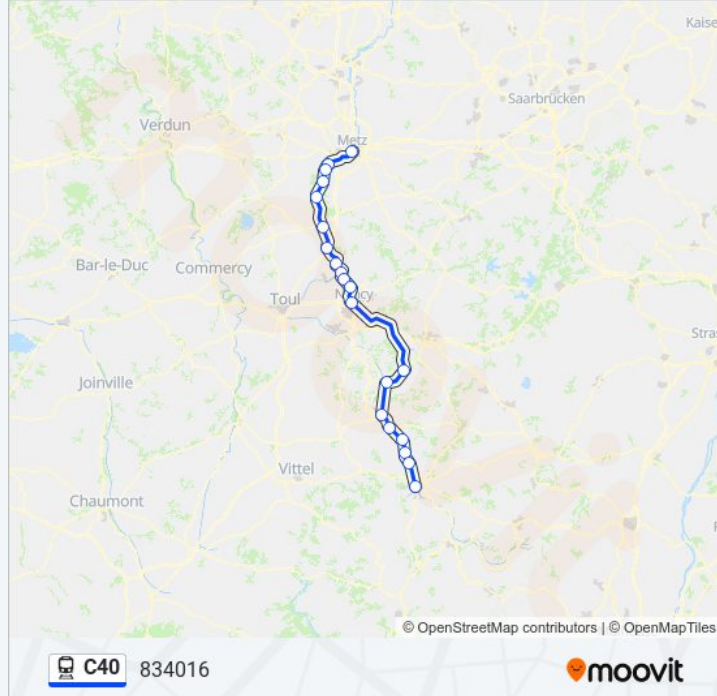 Kaise
Saarbrücken
Verdun
Metz
Bar-le-Duc
Commercy
Toul
Nancy
Stras
Joinville
Vittel
Chaumont
© OpenStreetMap contributors | © OpenMapTiles
C40 834016
moovit